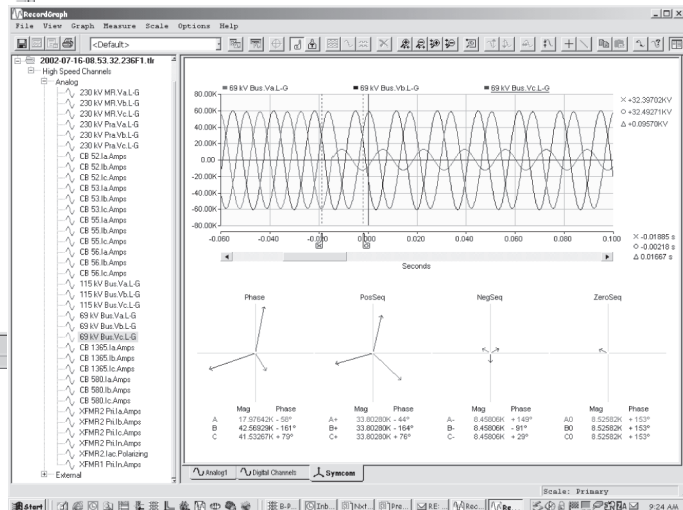 RecordGraph
File View Graph Measure Scale Options Help
<Default>
2002-07-16-08.53.32.236F1.tlr
High Speed Channels
Analog
230 kV MR.Va.L-G
230 kV MR.Vb.L-G
230 kV MR.Vc.L-G
230 kV Pra.Va.L-G
230 kV Pra.Vb.L-G
230 kV Pra.Vc.L-G
CB 52.Ia.Amps
CB 52.Ib.Amps
CB 52.Ic.Amps
CB 53.Ia.Amps
CB 53.Ib.Amps
CB 53.Ic.Amps
CB 55.Ia.Amps
CB 55.Ib.Amps
CB 55.Ic.Amps
CB 56.Ia.Amps
CB 56.Ib.Amps
CB 56.Ic.Amps
115 kV Bus.Va.L-G
115 kV Bus.Vb.L-G
115 kV Bus.Vc.L-G
69 kV Bus.Va.L-G
69 kV Bus.Vb.L-G
69 kV Bus.Vc.L-G
CB 1365.Ia.Amps
CB 1365.Ib.Amps
CB 1365.Ic.Amps
CB 580.Ia.Amps
CB 580.Ib.Amps
CB 580.Ic.Amps
XFMR2 Pri.Ia.Amps
XFMR2 Pri.Ib.Amps
XFMR2 Pri.Ic.Amps
XFMR2.Iac.Polarizing
XFMR1 Pri.In.Amps
External
69 kV Bus.Va.L-G 69 kV Bus.Vb.L-G 69 kV Bus.Vc.L-G
80.00K
60.00K
40.00K
20.00K
0.00
-20.00K
-40.00K
-60.00K
-80.00K
× +32.39702KV
○ +32.49271KV
△ +0.09570KV
-0.060 -0.040 -0.020 0.000 0.020 0.040 0.060 0.080 0.100
Seconds
× -0.01885 s
○ -0.00218 s
△ 0.01667 s
Phase PosSeq NegSeq ZeroSeq
Mag Phase Mag Phase Mag Phase Mag Phase
A 17.97642K - 58° A+ 33.80280K - 44° A- 8.45806K + 149° A0 8.52582K + 153°
B 42.56929K - 161° B+ 33.80280K - 164° B- 8.45806K - 91° B0 8.52582K + 153°
C 41.53267K + 79° C+ 33.80280K + 76° C- 8.45806K + 29° C0 8.52582K + 153°
Analog1 Digital Channels Symcom
Scale: Primary
Start B-P... Inb... Nxt... Pre... RE: ... Rec... Re... 9:24 AM